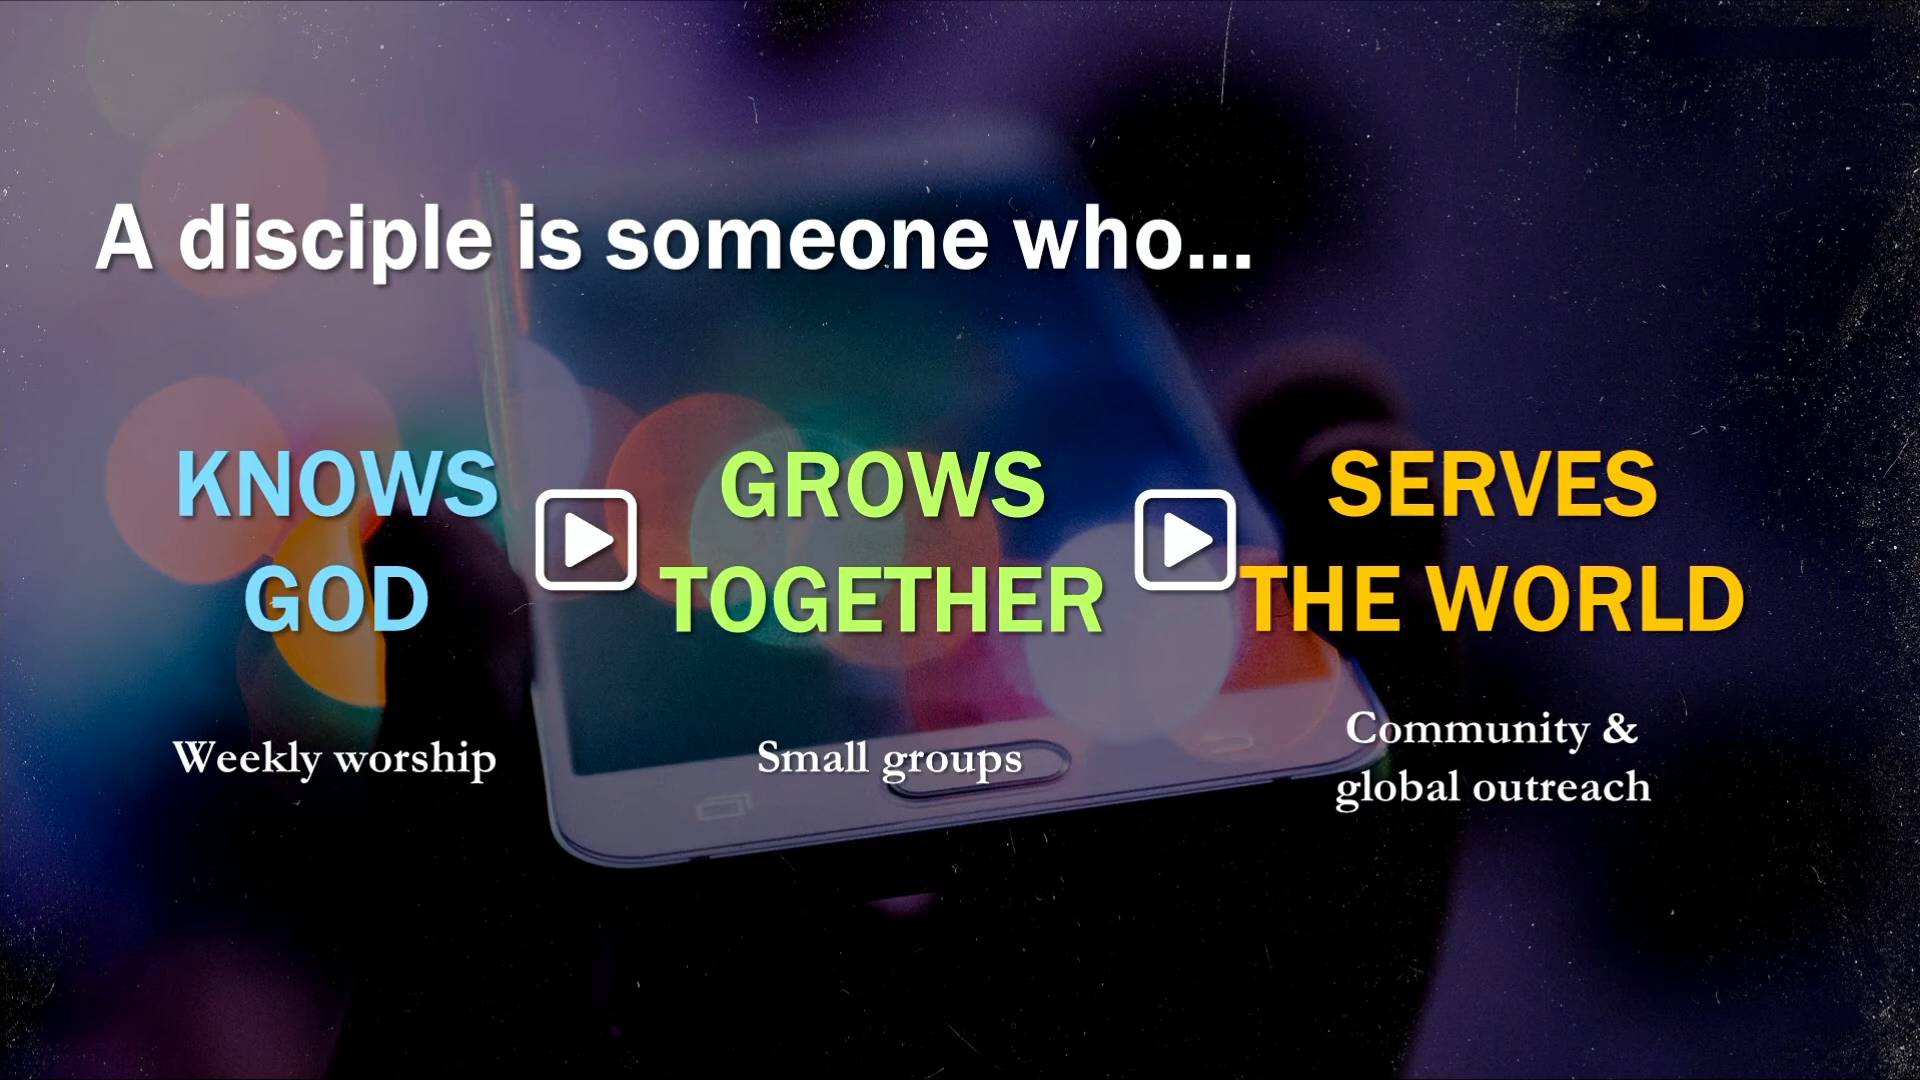 A disciple is someone who...
KNOWS
GOD
GROWS
TOGETHER
SERVES
THE WORLD
Weekly worship
Small groups
Community &
global outreach